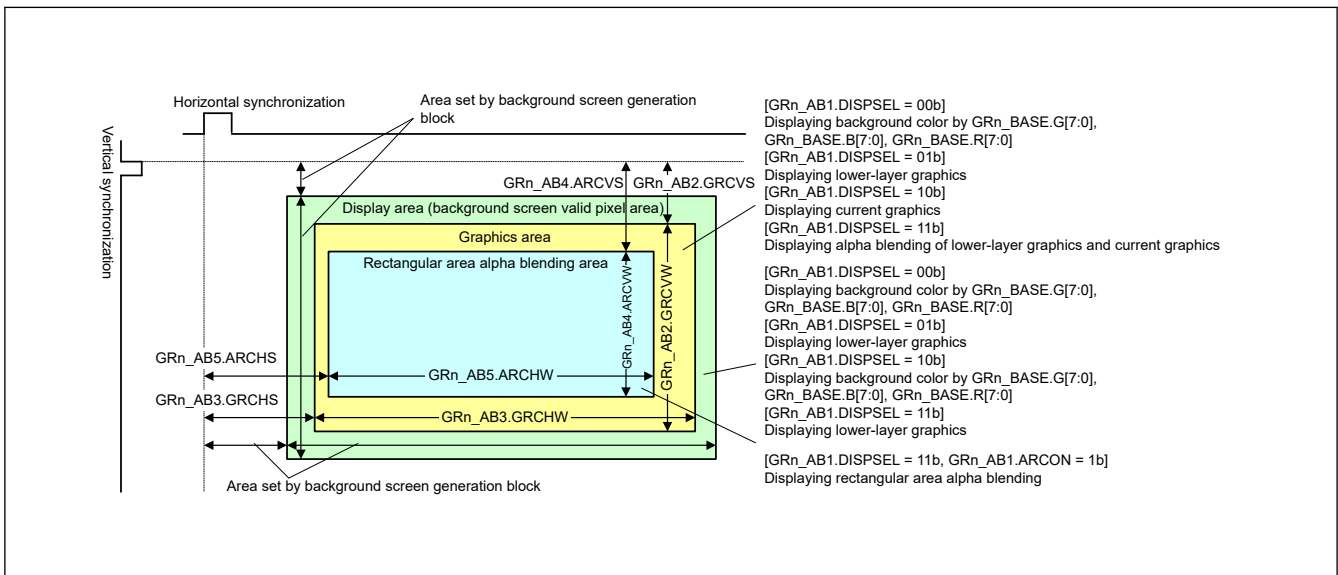 Horizontal synchronization
Area set by background screen generation
block
Vertical synchronization
GRn_AB4.ARCVS
GRn_AB2.GRCVS
Display area (background screen valid pixel area)
Graphics area
Rectangular area alpha blending area
GRn_AB4.ARCVW
GRn_AB2.GRCVW
GRn_AB5.ARCHS
GRn_AB5.ARCHW
GRn_AB3.GRCHS
GRn_AB3.GRCHW
Area set by background screen generation block
[GRn_AB1.DISPSEL = 00b]
Displaying background color by GRn_BASE.G[7:0],
GRn_BASE.B[7:0], GRn_BASE.R[7:0]
[GRn_AB1.DISPSEL = 01b]
Displaying lower-layer graphics
[GRn_AB1.DISPSEL = 10b]
Displaying current graphics
[GRn_AB1.DISPSEL = 11b]
Displaying alpha blending of lower-layer graphics and current graphics
[GRn_AB1.DISPSEL = 00b]
Displaying background color by GRn_BASE.G[7:0],
GRn_BASE.B[7:0], GRn_BASE.R[7:0]
[GRn_AB1.DISPSEL = 01b]
Displaying lower-layer graphics
[GRn_AB1.DISPSEL = 10b]
Displaying background color by GRn_BASE.G[7:0],
GRn_BASE.B[7:0], GRn_BASE.R[7:0]
[GRn_AB1.DISPSEL = 11b]
Displaying lower-layer graphics
[GRn_AB1.DISPSEL = 11b, GRn_AB1.ARCON = 1b]
Displaying rectangular area alpha blending